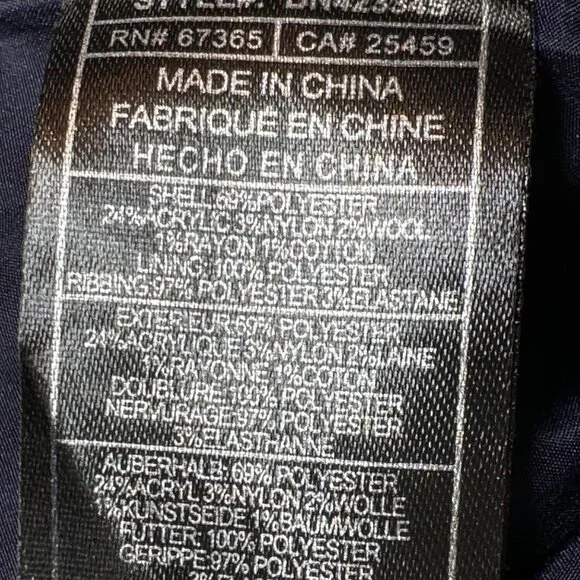 STYLE#:
RN# 67365 CA# 25459
MADE IN CHINA
FABRIQUE EN CHINE
HECHO EN CHINA
SHELL: 69% POLYESTER
24%ACRYLIC 3%NYLON 2%WOOL
1%RAYON 1%COTTON
LINING: 100% POLYESTER
RIBBING: 97% POLYESTER 3%ELASTANE
EXTERIEUR:69% POLYESTER
24%ACRYLIQUE 3%NYLON 2%LAINE
1%RAYONNE 1%COTON
DOUBLURE: 100% POLYESTER
NERVURAGE: 97% POLYESTER
3%ELASTHANNE
AUBERHALB: 69% POLYESTER
24%ACRYL 3%NYLON 2%WOLLE
1%KUNSTSEIDE 1%BAUMWOLLE
FUTTER: 100% POLYESTER
GERIPPE:97% POLYESTER